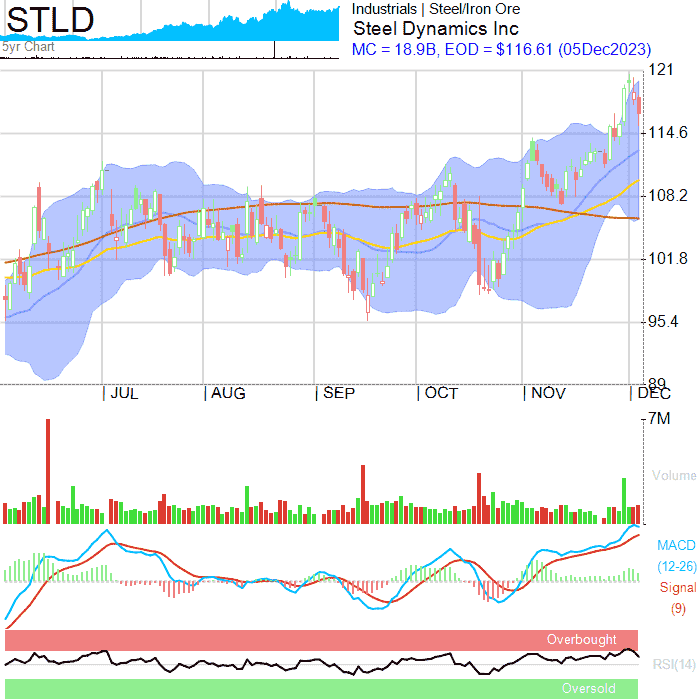 STLD
5yr Chart
Industrials | Steel/Iron Ore
Steel Dynamics Inc
MC = 18.9B, EOD = $116.61 (05Dec2023)
121
114.6
108.2
101.8
95.4
89
| JUL | AUG | SEP | OCT | NOV | DEC
7M
Volume
MACD
(12-26)
Signal
(9)
Overbought
RSI(14)
Oversold